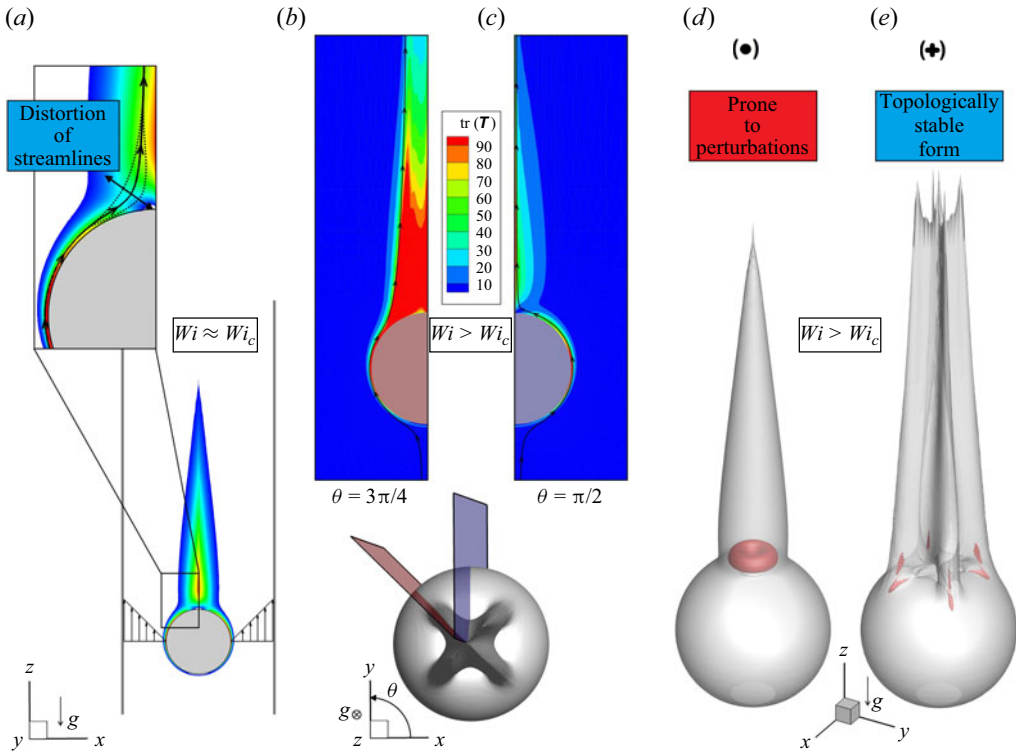 (a)
(b)
(c)
(d)
(e)
(•)
(✚)
Distortion
of
streamlines
tr (T)
90
80
70
60
50
40
30
20
10
Prone
to
perturbations
Topologically
stable
form
Wi ≈ Wi_c
Wi > Wi_c
Wi > Wi_c
θ = 3π/4
θ = π/2
z
g
y
x
y
θ
g ⊗
z
x
z
g
x
y